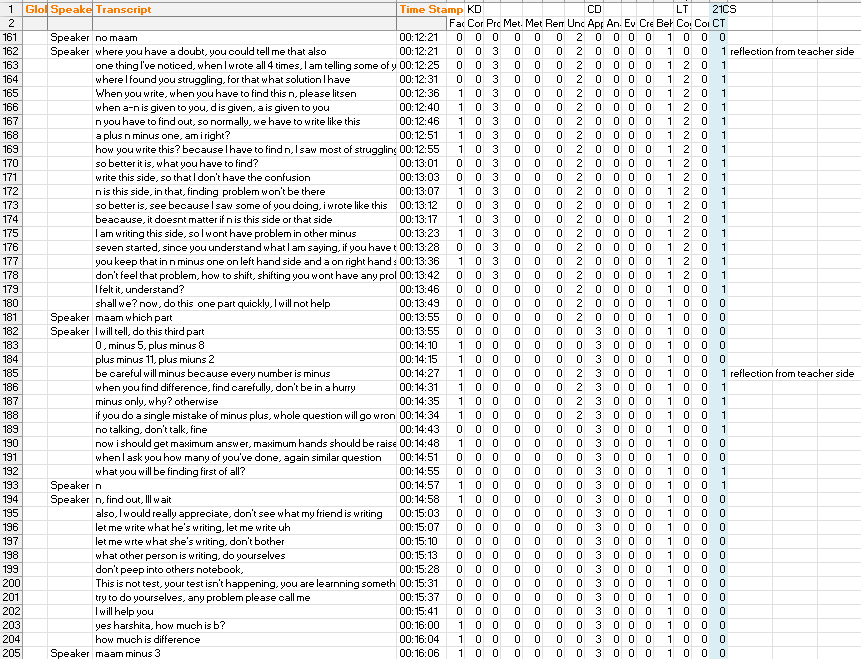 1 Glol Speake Transcript Time Stamp KD CD LT 21CS
2 Fac Cor Pro Met Met Rem Unc App An Ev Cre Beh Cog Cor CT
161 Speaker no maam 00:12:21 0 0 0 0 0 0 2 0 0 0 0 1 0 0 0
162 Speaker where you have a doubt, you could tell me that also 00:12:21 0 0 3 0 0 0 2 0 0 0 0 1 2 0 1 reflection from teacher side
163 one thing I've noticed, when I wrote all 4 times, I am telling some of y 00:12:25 0 0 3 0 0 0 2 0 0 0 0 1 2 0 1
164 where I found you struggling, for that what solution I have 00:12:31 0 0 3 0 0 0 2 0 0 0 0 1 2 0 1
165 When you write, when you have to find this n, please litsen 00:12:36 1 0 3 0 0 0 2 0 0 0 0 1 2 0 1
166 when a-n is given to you, d is given, a is given to you 00:12:40 1 0 3 0 0 0 2 0 0 0 0 1 2 0 1
167 n you have to find out, so normally, we have to write like this 00:12:46 1 0 3 0 0 0 2 0 0 0 0 1 2 0 1
168 a plus n minus one, am i right? 00:12:51 1 0 3 0 0 0 2 0 0 0 0 1 2 0 1
169 how you write this? because I have to find n, I saw most of struggling 00:12:55 1 0 3 0 0 0 2 0 0 0 0 1 2 0 1
170 so better it is, what you have to find? 00:13:01 0 0 3 0 0 0 2 0 0 0 0 1 2 0 1
171 write this side, so that I don't have the confusion 00:13:03 0 0 3 0 0 0 2 0 0 0 0 1 2 0 1
172 n is this side, in that, finding problem won't be there 00:13:07 1 0 3 0 0 0 2 0 0 0 0 1 2 0 1
173 so better is, see because I saw some of you doing, i wrote like this 00:13:12 0 0 3 0 0 0 2 0 0 0 0 1 2 0 1
174 beacause, it doesnt matter if n is this side or that side 00:13:17 1 0 3 0 0 0 2 0 0 0 0 1 2 0 1
175 I am writing this side, so I wont have problem in other minus 00:13:23 1 0 3 0 0 0 2 0 0 0 0 1 2 0 1
176 seven started, since you understand what I am saying, if you have t 00:13:28 0 0 3 0 0 0 2 0 0 0 0 1 2 0 1
177 you keep that in n minus one on left hand side and a on right hand s 00:13:36 1 0 3 0 0 0 2 0 0 0 0 1 2 0 1
178 don't feel that problem, how to shift, shifting you wont have any prol 00:13:42 0 0 3 0 0 0 2 0 0 0 0 1 2 0 1
179 I felt it, understand? 00:13:46 0 0 0 0 0 0 2 0 0 0 0 1 0 0 1
180 shall we? now, do this one part quickly, I will not help 00:13:49 0 0 0 0 0 0 2 0 0 0 0 1 0 0 0
181 Speaker maam which part 00:13:55 0 0 0 0 0 0 2 0 0 0 0 1 0 0 0
182 Speaker I will tell, do this third part 00:13:55 0 0 0 0 0 0 0 3 0 0 0 1 0 0 0
183 0 , minus 5, plus minus 8 00:14:10 1 0 0 0 0 0 0 3 0 0 0 1 0 0 0
184 plus minus 11, plus miuns 2 00:14:15 1 0 0 0 0 0 0 3 0 0 0 1 0 0 0
185 be careful will minus because every number is minus 00:14:27 1 0 0 0 0 0 2 3 0 0 0 1 0 0 1 reflection from teacher side
186 when you find difference, find carefully, don't be in a hurry 00:14:31 1 0 0 0 0 0 2 3 0 0 0 1 0 0 1
187 minus only, why? otherwise 00:14:35 1 0 0 0 0 0 2 3 0 0 0 1 0 0 1
188 if you do a single mistake of minus plus, whole question will go wron 00:14:34 1 0 0 0 0 0 2 3 0 0 0 1 0 0 1
189 no talking, don't talk, fine 00:14:43 0 0 0 0 0 0 0 3 0 0 0 1 0 0 0
190 now i should get maximum answer, maximum hands should be raise 00:14:48 1 0 0 0 0 0 0 3 0 0 0 1 0 0 1
191 when I ask you how many of you've done, again similar question 00:14:51 0 0 0 0 0 0 0 3 0 0 0 1 0 0 1
192 what you will be finding first of all? 00:14:55 0 0 0 0 0 0 0 3 0 0 0 1 0 0 1
193 Speaker n 00:14:57 1 0 0 0 0 0 0 3 0 0 0 1 0 0 1
194 Speaker n, find out, Ill wait 00:14:58 1 0 0 0 0 0 0 3 0 0 0 1 0 0 0
195 also, I would really appreciate, don't see what my friend is writing 00:15:03 0 0 0 0 0 0 0 3 0 0 0 1 0 0 0
196 let me write what he's writing, let me write uh 00:15:07 0 0 0 0 0 0 0 3 0 0 0 1 0 0 0
197 let me wrte what she's writing, don't bother 00:15:10 0 0 0 0 0 0 0 3 0 0 0 1 0 0 0
198 what other person is writing, do yourselves 00:15:13 0 0 0 0 0 0 0 3 0 0 0 1 0 0 0
199 don't peep into others notebook, 00:15:28 0 0 0 0 0 0 0 3 0 0 0 1 0 0 0
200 This is not test, your test isn't happening, you are learnning someth 00:15:31 0 0 0 0 0 0 0 3 0 0 0 1 0 0 0
201 try to do yourselves, any problem please call me 00:15:37 0 0 0 0 0 0 0 3 0 0 0 1 0 0 0
202 I will help you 00:15:41 0 0 0 0 0 0 0 3 0 0 0 1 0 0 0
203 yes harshita, how much is b? 00:16:00 1 0 0 0 0 0 0 3 0 0 0 1 0 0 0
204 how much is difference 00:16:04 1 0 0 0 0 0 0 3 0 0 0 1 0 0 0
205 Speaker maam minus 3 00:16:06 1 0 0 0 0 0 0 3 0 0 0 1 0 0 0